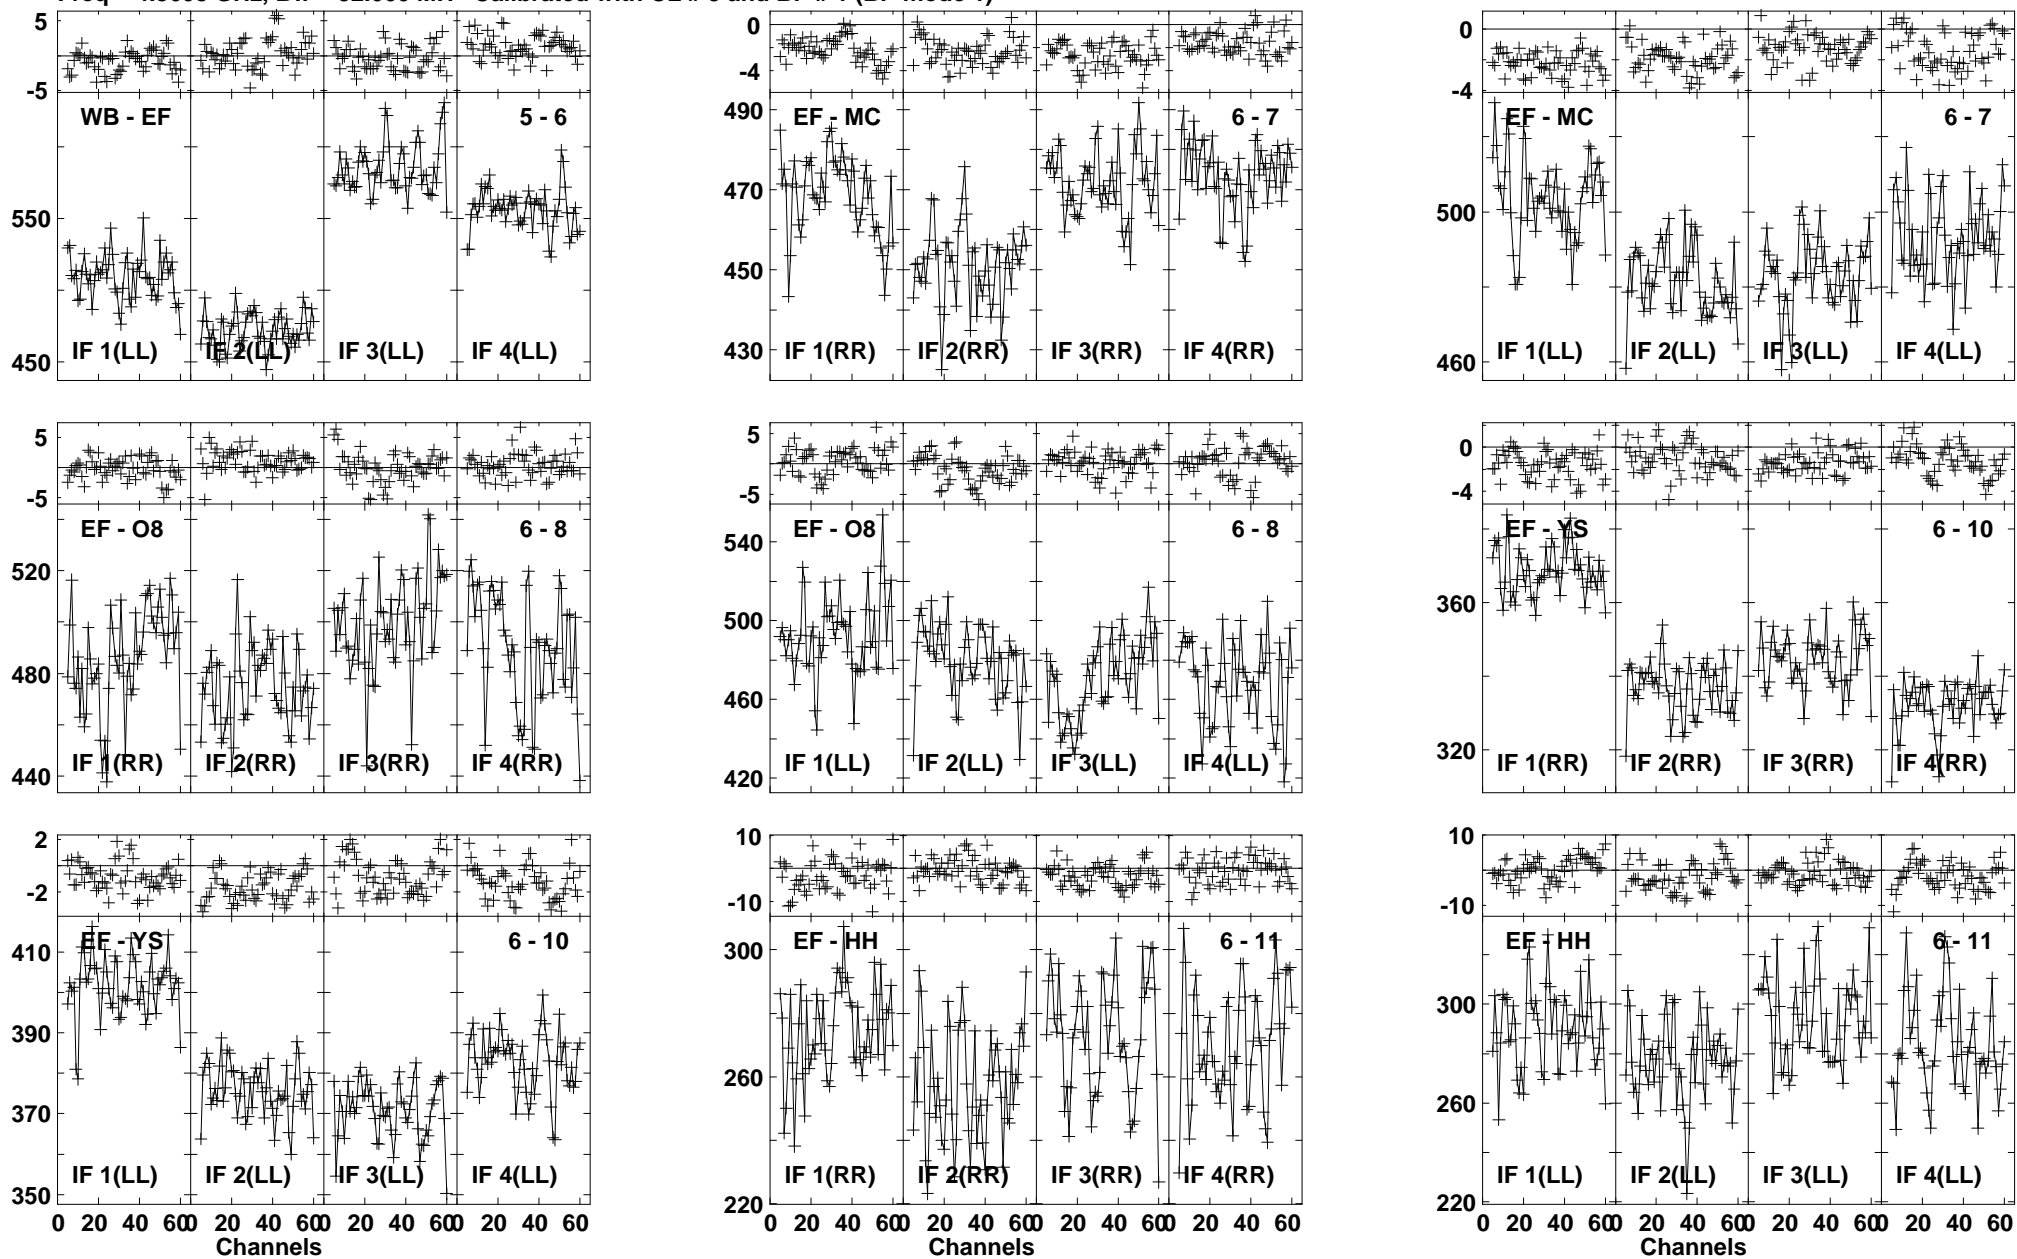 5
-5
WB - EF
5 - 6
550
450
IF 1(LL)
IF 2(LL)
IF 3(LL)
IF 4(LL)
0
-4
EF - MC
6 - 7
490
470
450
430
IF 1(RR)
IF 2(RR)
IF 3(RR)
IF 4(RR)
0
-4
EF - MC
6 - 7
500
460
IF 1(LL)
IF 2(LL)
IF 3(LL)
IF 4(LL)
5
-5
EF - O8
6 - 8
520
480
440
IF 1(RR)
IF 2(RR)
IF 3(RR)
IF 4(RR)
5
-5
EF - O8
6 - 8
540
500
460
420
IF 1(LL)
IF 2(LL)
IF 3(LL)
IF 4(LL)
0
-4
EF - YS
6 - 10
360
320
IF 1(RR)
IF 2(RR)
IF 3(RR)
IF 4(RR)
2
-2
EF - YS
6 - 10
410
390
370
350
IF 1(LL)
IF 2(LL)
IF 3(LL)
IF 4(LL)
0 20 40 60 0 20 40 60 0 20 40 60 0 20 40 60
Channels
10
-10
EF - HH
6 - 11
300
260
220
IF 1(RR)
IF 2(RR)
IF 3(RR)
IF 4(RR)
0 20 40 60 0 20 40 60 0 20 40 60 0 20 40 60
Channels
10
-10
EF - HH
6 - 11
300
260
220
IF 1(LL)
IF 2(LL)
IF 3(LL)
IF 4(LL)
0 20 40 60 0 20 40 60 0 20 40 60 0 20 40 60
Channels